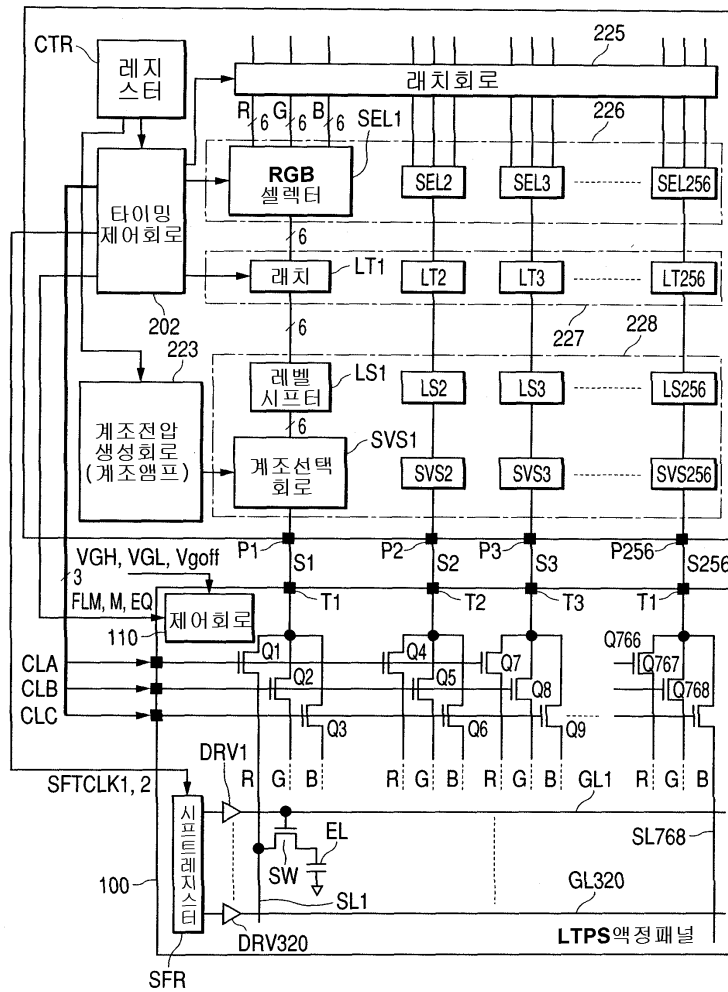 CTR
레지
스터
225
래치회로
R 6 G 6 B 6
SEL1
226
RGB
셀렉터
SEL2
SEL3
SEL256
타이밍
제어회로
6
래치
LT1
LT2
LT3
LT256
202
227
228
6
223
레벨
시프터
LS1
LS2
LS3
LS256
6
계조전압
생성회로
(계조앰프)
계조선택
회로
SVS1
SVS2
SVS3
SVS256
P1
S1
P2
S2
P3
S3
P256
S256
3
VGH, VGL, Vgoff
T1
T2
T3
T1
FLM, M, EQ
제어회로
110
CLA
CLB
CLC
Q1
Q2
Q3
Q4
Q5
Q6
Q7
Q8
Q9
Q766
Q767
Q768
R G B
R G B
R G B
R G B
SFTCLK1, 2
DRV1
GL1
SL768
시프트레지스터
EL
SW
100
SL1
GL320
DRV320
SFR
LTPS액정패널